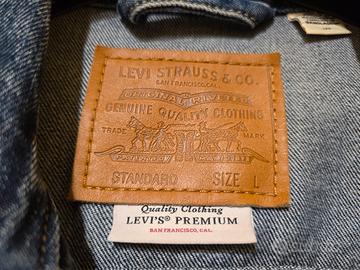 LEVI STRAUSS & CO.
SAN FRANCISCO, CAL.
ORIGINAL RIVETED
GENUINE QUALITY CLOTHING
TRADE MARK
STANDARD SIZE L
Quality Clothing
LEVI'S® PREMIUM
SAN FRANCISCO, CAL.